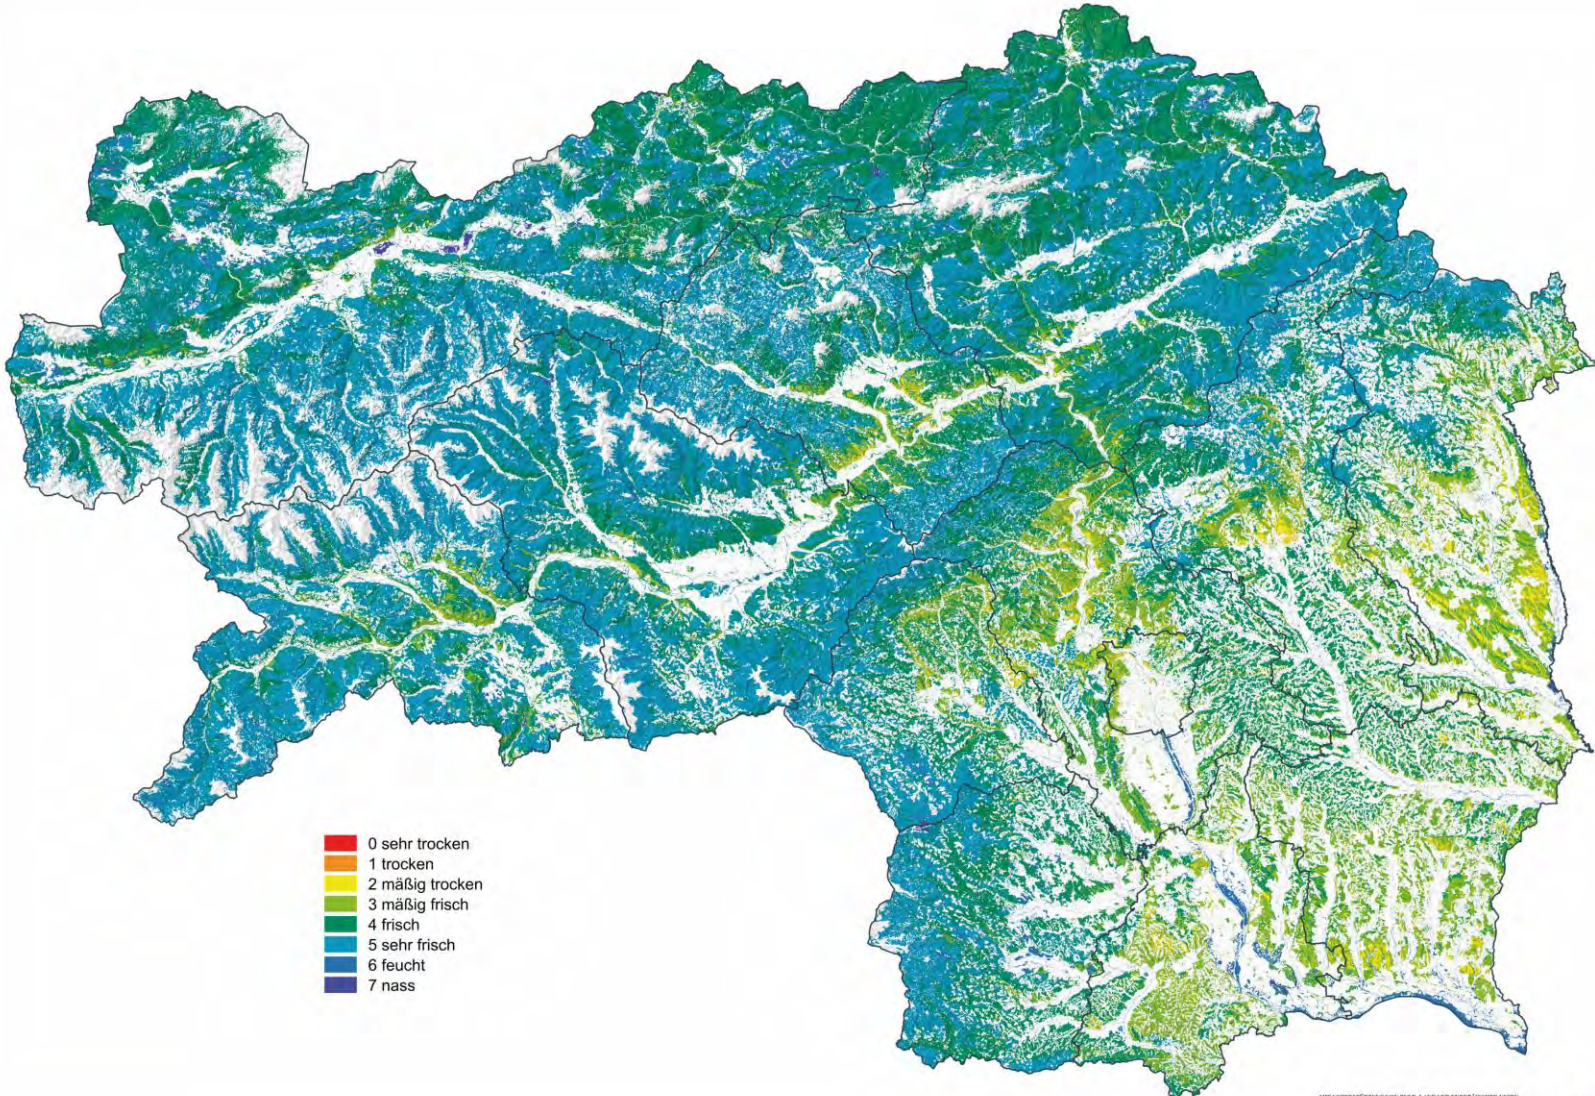 0 sehr trocken
1 trocken
2 mäßig trocken
3 mäßig frisch
4 frisch
5 sehr frisch
6 feucht
7 nass